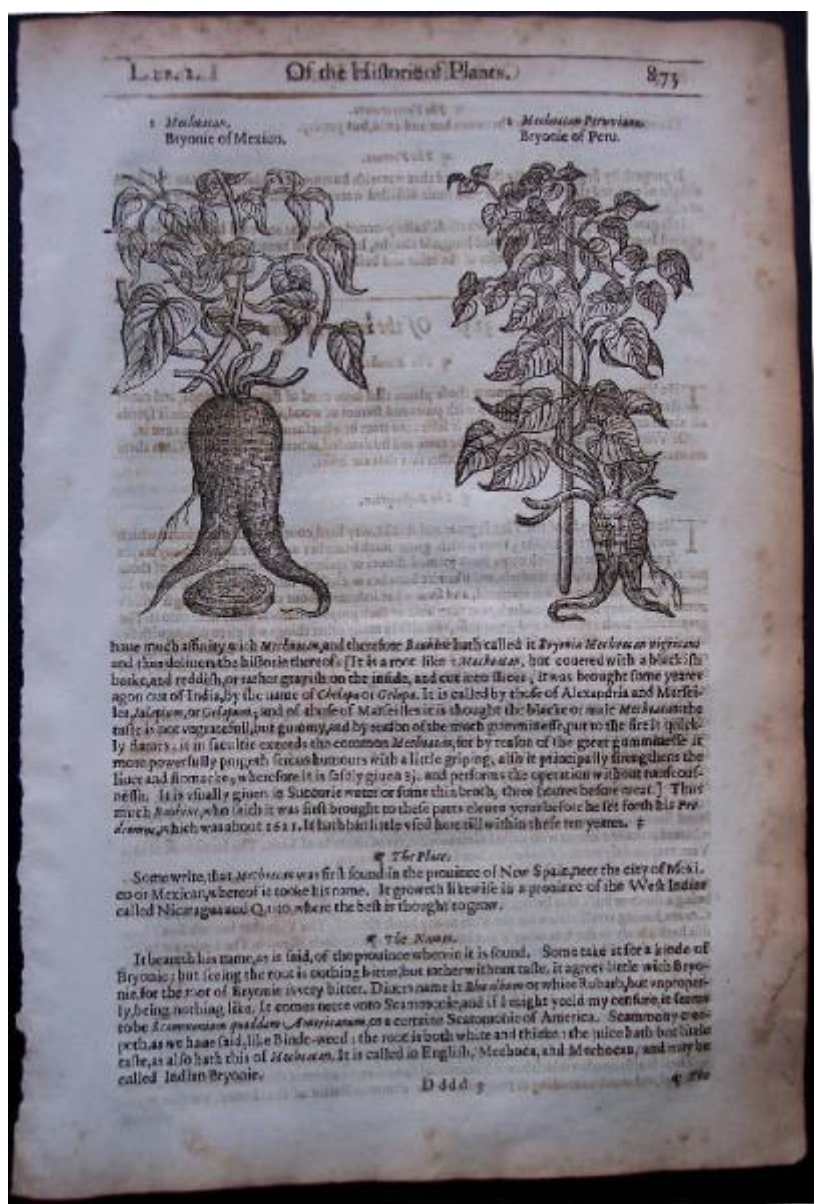 LIB. 2. Of the Historie of Plants. 873
1 Mechoacan.
Bryonie of Mexico.
2 Mechoacan Peruviana.
Bryonie of Peru.
haue much affinity with Mechoacan, and therefore Bauhine hath called it Bryonia Mechoacan nigricans
and thus deliuers the historie thereof: [It is a root like Mechoacan, but couered with a blackish
barke, and reddish, or rather grayish on the inside, and cut into slices; it was brought some yeares
agon out of India, by the name of Chelapa or Gelapa. It is called by those of Alexandria and Marseil-
les, Jalapium, or Gelapum; and of those of Marseilles it is thought the blacke or male Mechoacan: the
taste is not vngratefull, but gummy, and by reason of the much gumminesse, put to the fire it quick-
ly flames: it in facultie exceeds the common Mechoacan, for by reason of the great gumminesse it
more powerfully purgeth serous humours with a little griping, also it principally strengthens the
liuer and stomacke; wherefore it is safely giuen ʒj. and performs the operation without nauseous-
nesse. It is vsually giuen in Succorie water or some thin broth, three houres before meat.] Thus
much Bauhine, who saith it was first brought to these parts eleuen yeres before he set forth his Pro-
dromus, which was about 1611. It hath bin little vsed here till within these ten yeares. ‡
¶ The Place.
Some write, that Mechoacan was first found in the prouince of New Spain, neer the city of Mexi-
co or Mexican, whereof it tooke his name. It groweth likewise in a prouince of the West Indies
called Nicaragua and where the best is thought to grow.
¶ The Names.
It beareth his name, as is said, of the prouince wherein it is found. Some take it for a kinde of
Bryonie; but seeing the root is nothing bitter, but rather without taste, it agrees little with Bryo-
nie, for the root of Bryonie is very bitter. Diuers name it Rha album or white Rubarb, but vnproper-
ly, being nothing like. It comes neere vnto Scammonie, and if I might yeeld my censure, it seems
to be Scammonium quoddam Americanum, or a certaine Scammonie of America. Scammony cree-
peth, as we haue said, like Binde-weed: the root is both white and thicke: the juice hath but little
taste, as also hath this of Mechoacan. It is called in English, Mechoca, and Mechocan, and may be
called Indian Bryonie.
Dddd 3 ¶ The